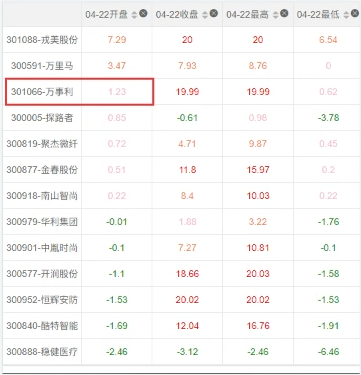 04-22开盘 04-22收盘 04-22最高 04-22最低
301088-戎美股份 7.29 20 20 6.54
300591-万里马 3.47 7.93 8.76 0
301066-万事利 1.23 19.99 19.99 0.62
300005-探路者 0.85 -0.61 0.98 -3.78
300819-聚杰微纤 0.72 4.71 9.87 0.45
300877-金春股份 0.51 11.8 15.97 0
300918-南山智尚 0.22 8.4 10.03 0.22
300979-华利集团 -0.01 1.88 3.22 -1.76
300901-中胤时尚 -0.1 7.27 10.81 -0.1
300577-开润股份 -1.1 18.66 20.03 -1.58
300952-恒辉安防 -1.53 20.02 20.02 -1.53
300840-酷特智能 -1.69 12.04 16.76 -1.91
300888-稳健医疗 -2.46 -3.12 -2.46 -6.46